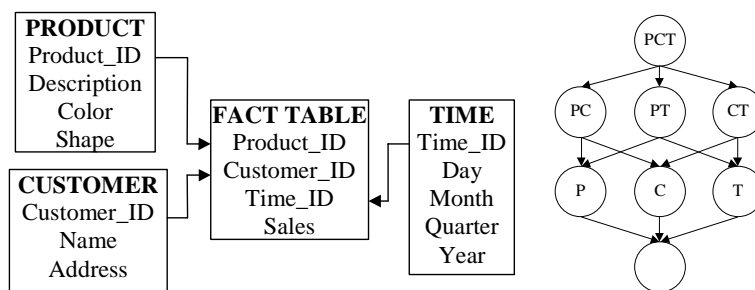 PRODUCT
Product_ID
Description
Color
Shape
CUSTOMER
Customer_ID
Name
Address
FACT TABLE
Product_ID
Customer_ID
Time_ID
Sales
TIME
Time_ID
Day
Month
Quarter
Year
PCT
PC PT CT
P C T